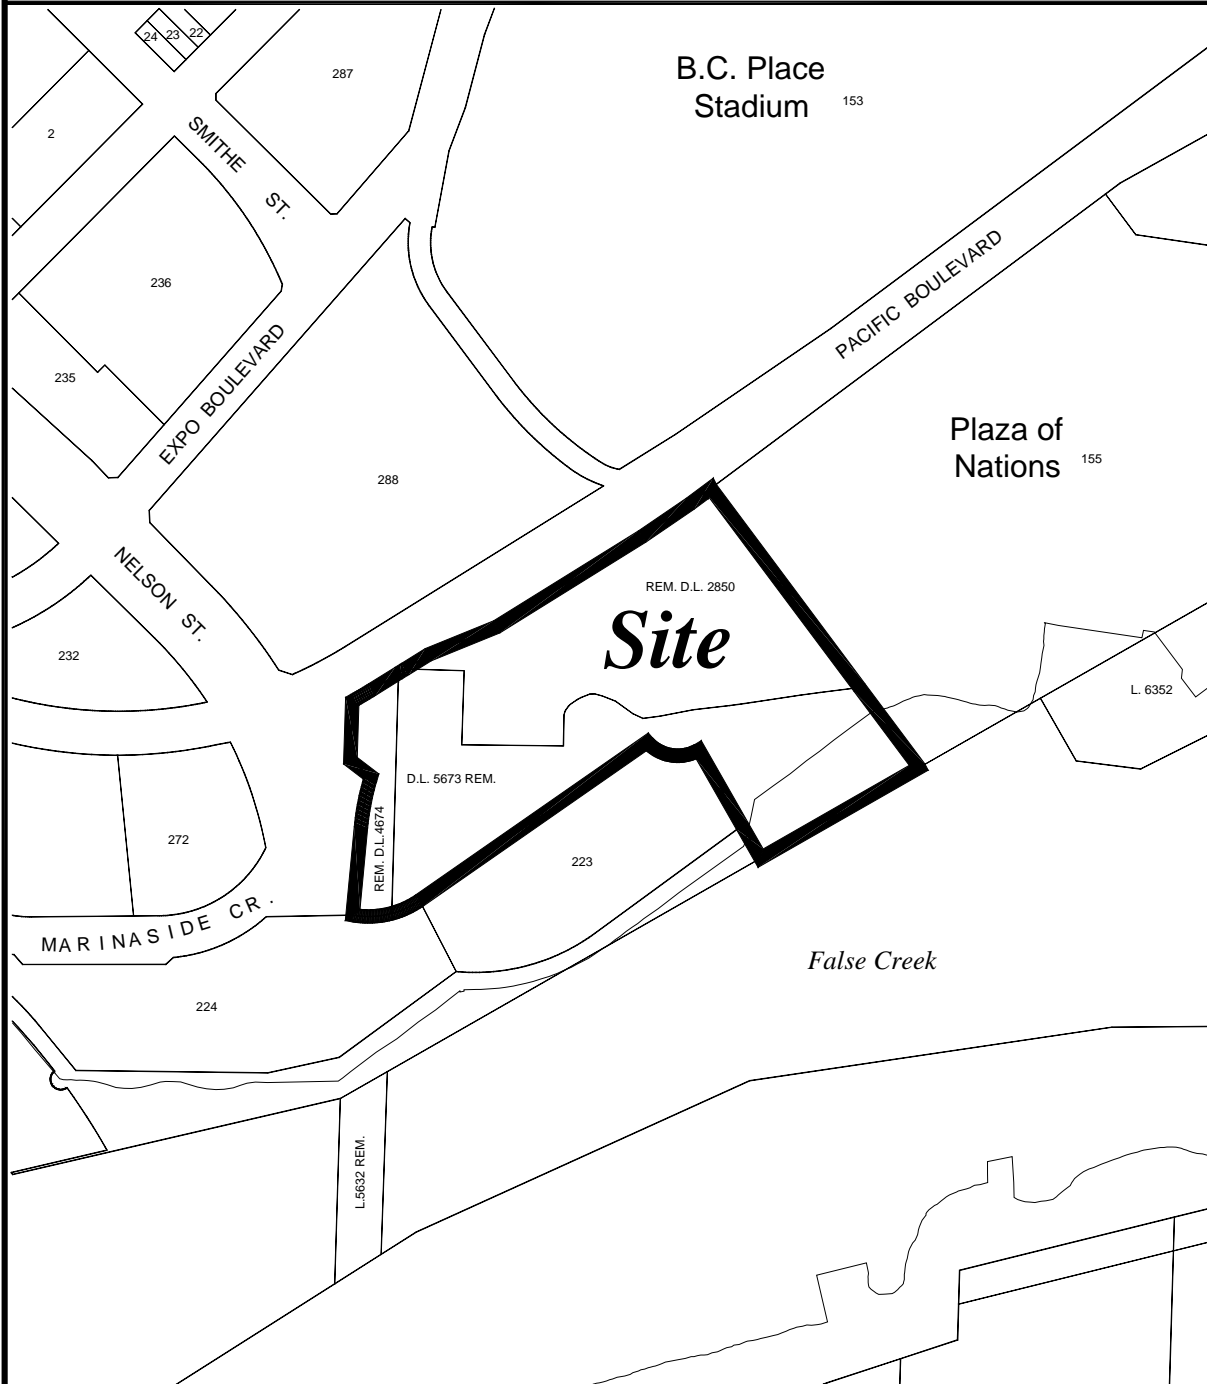 24 23 22
287
B.C. Place
Stadium 153
2
SMITHE ST.
236
PACIFIC BOULEVARD
EXPO BOULEVARD
235
Plaza of
Nations 155
288
NELSON ST.
REM. D.L. 2850
Site
232
L. 6352
D.L. 5673 REM.
REM. D.L.4674
272
223
MARINASIDE CR.
False Creek
224
L.5632 REM.